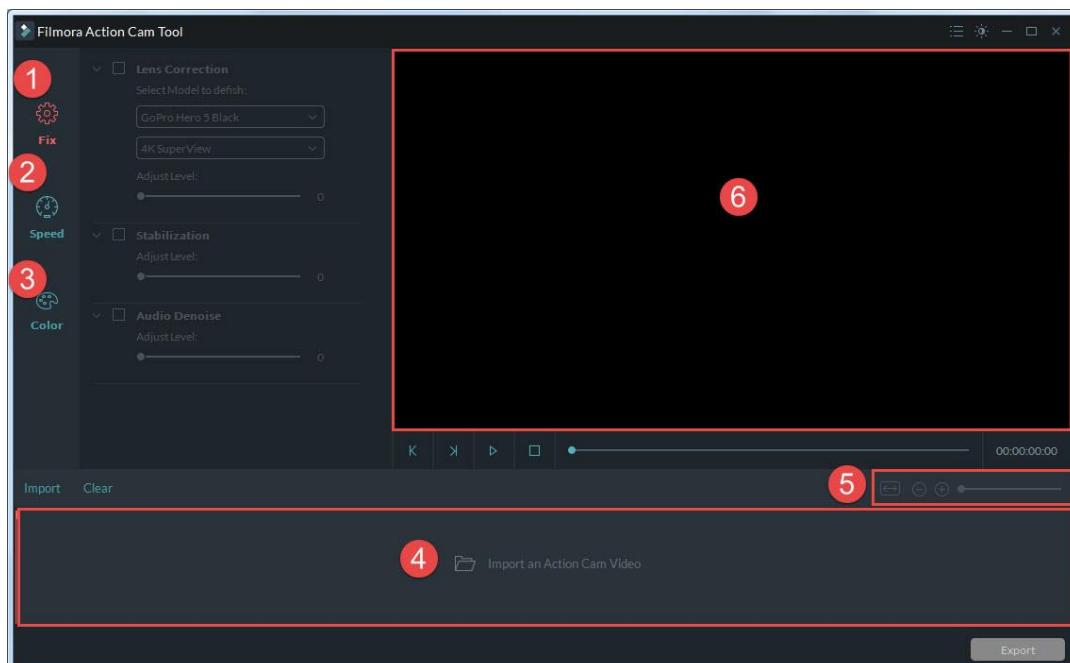 Filmora Action Cam Tool
1
Fix
2
Speed
3
Color
Lens Correction
Select Model to defish:
GoPro Hero 5 Black
4K SuperView
Adjust Level:
0
Stabilization
Adjust Level:
0
Audio Denoise
Adjust Level:
0
6
00:00:00:00
Import Clear
5
4
Import an Action Cam Video
Export